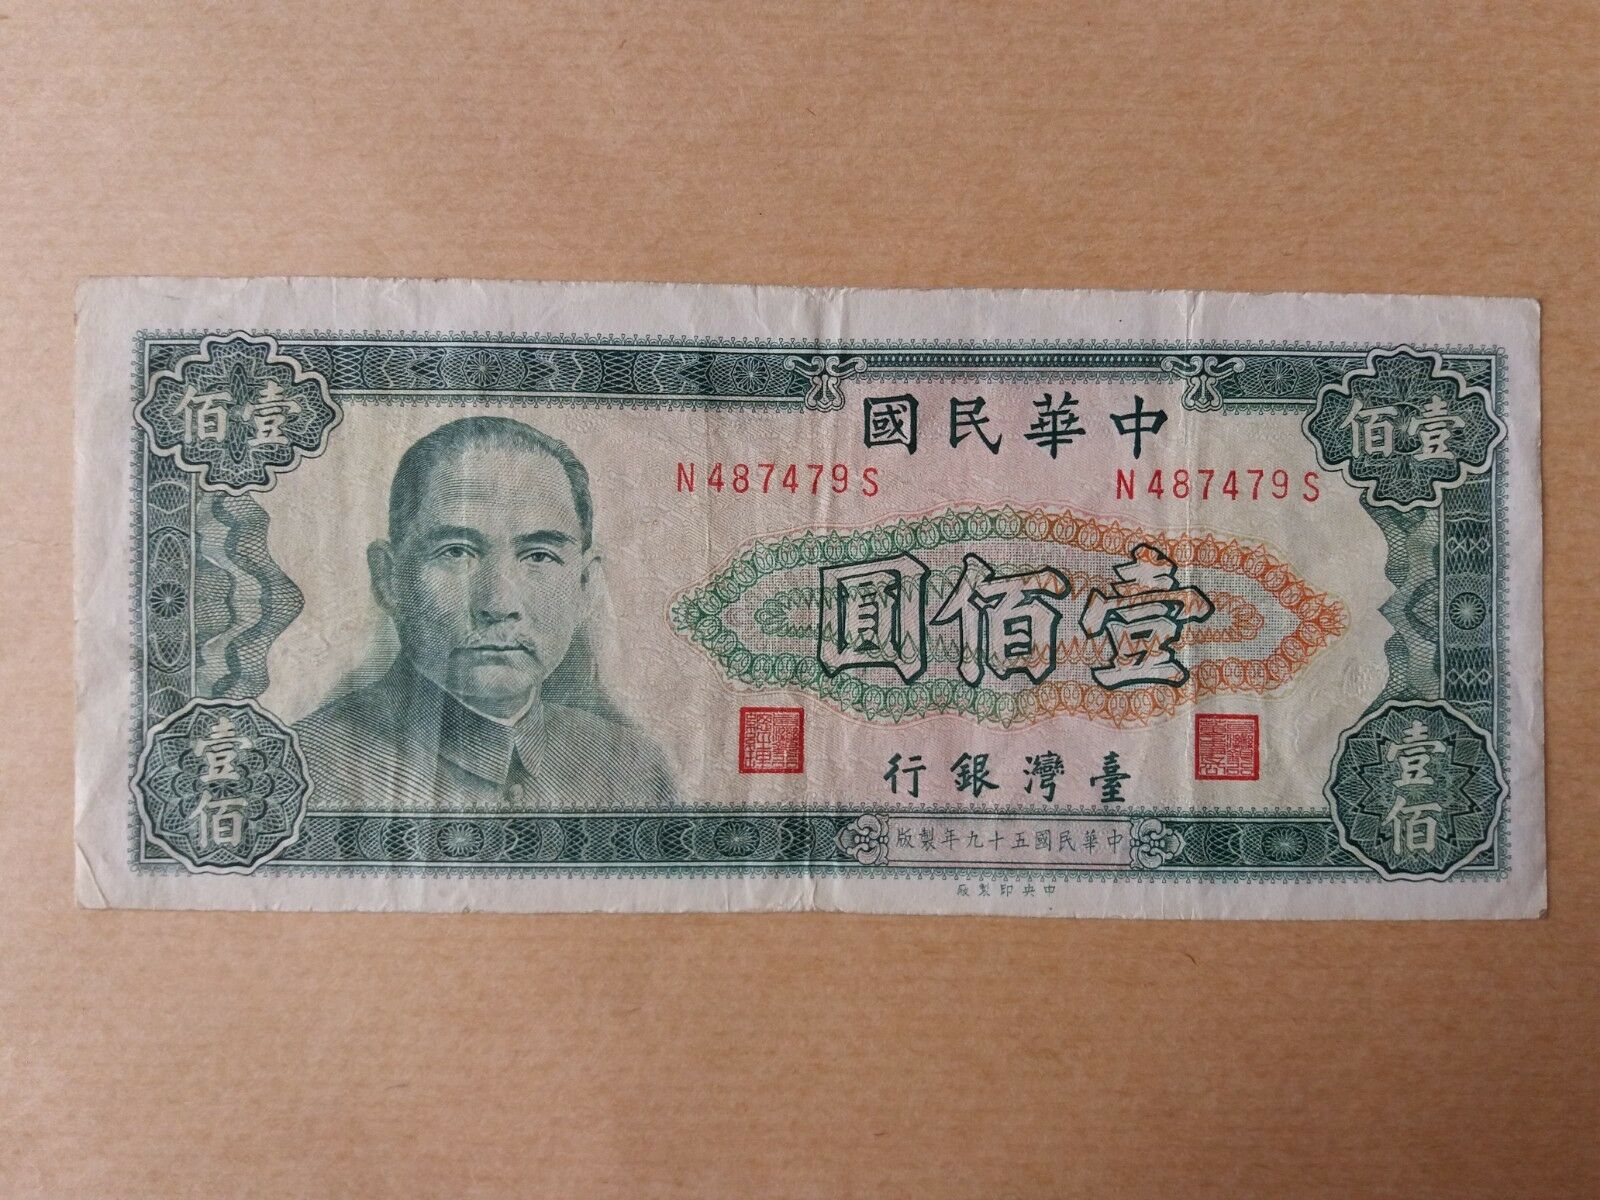 壹佰
壹佰
中華民國
N487479S
N487479S
壹佰圓
臺灣銀行
壹佰
壹佰
中華民國五十九年製版
中央印製廠